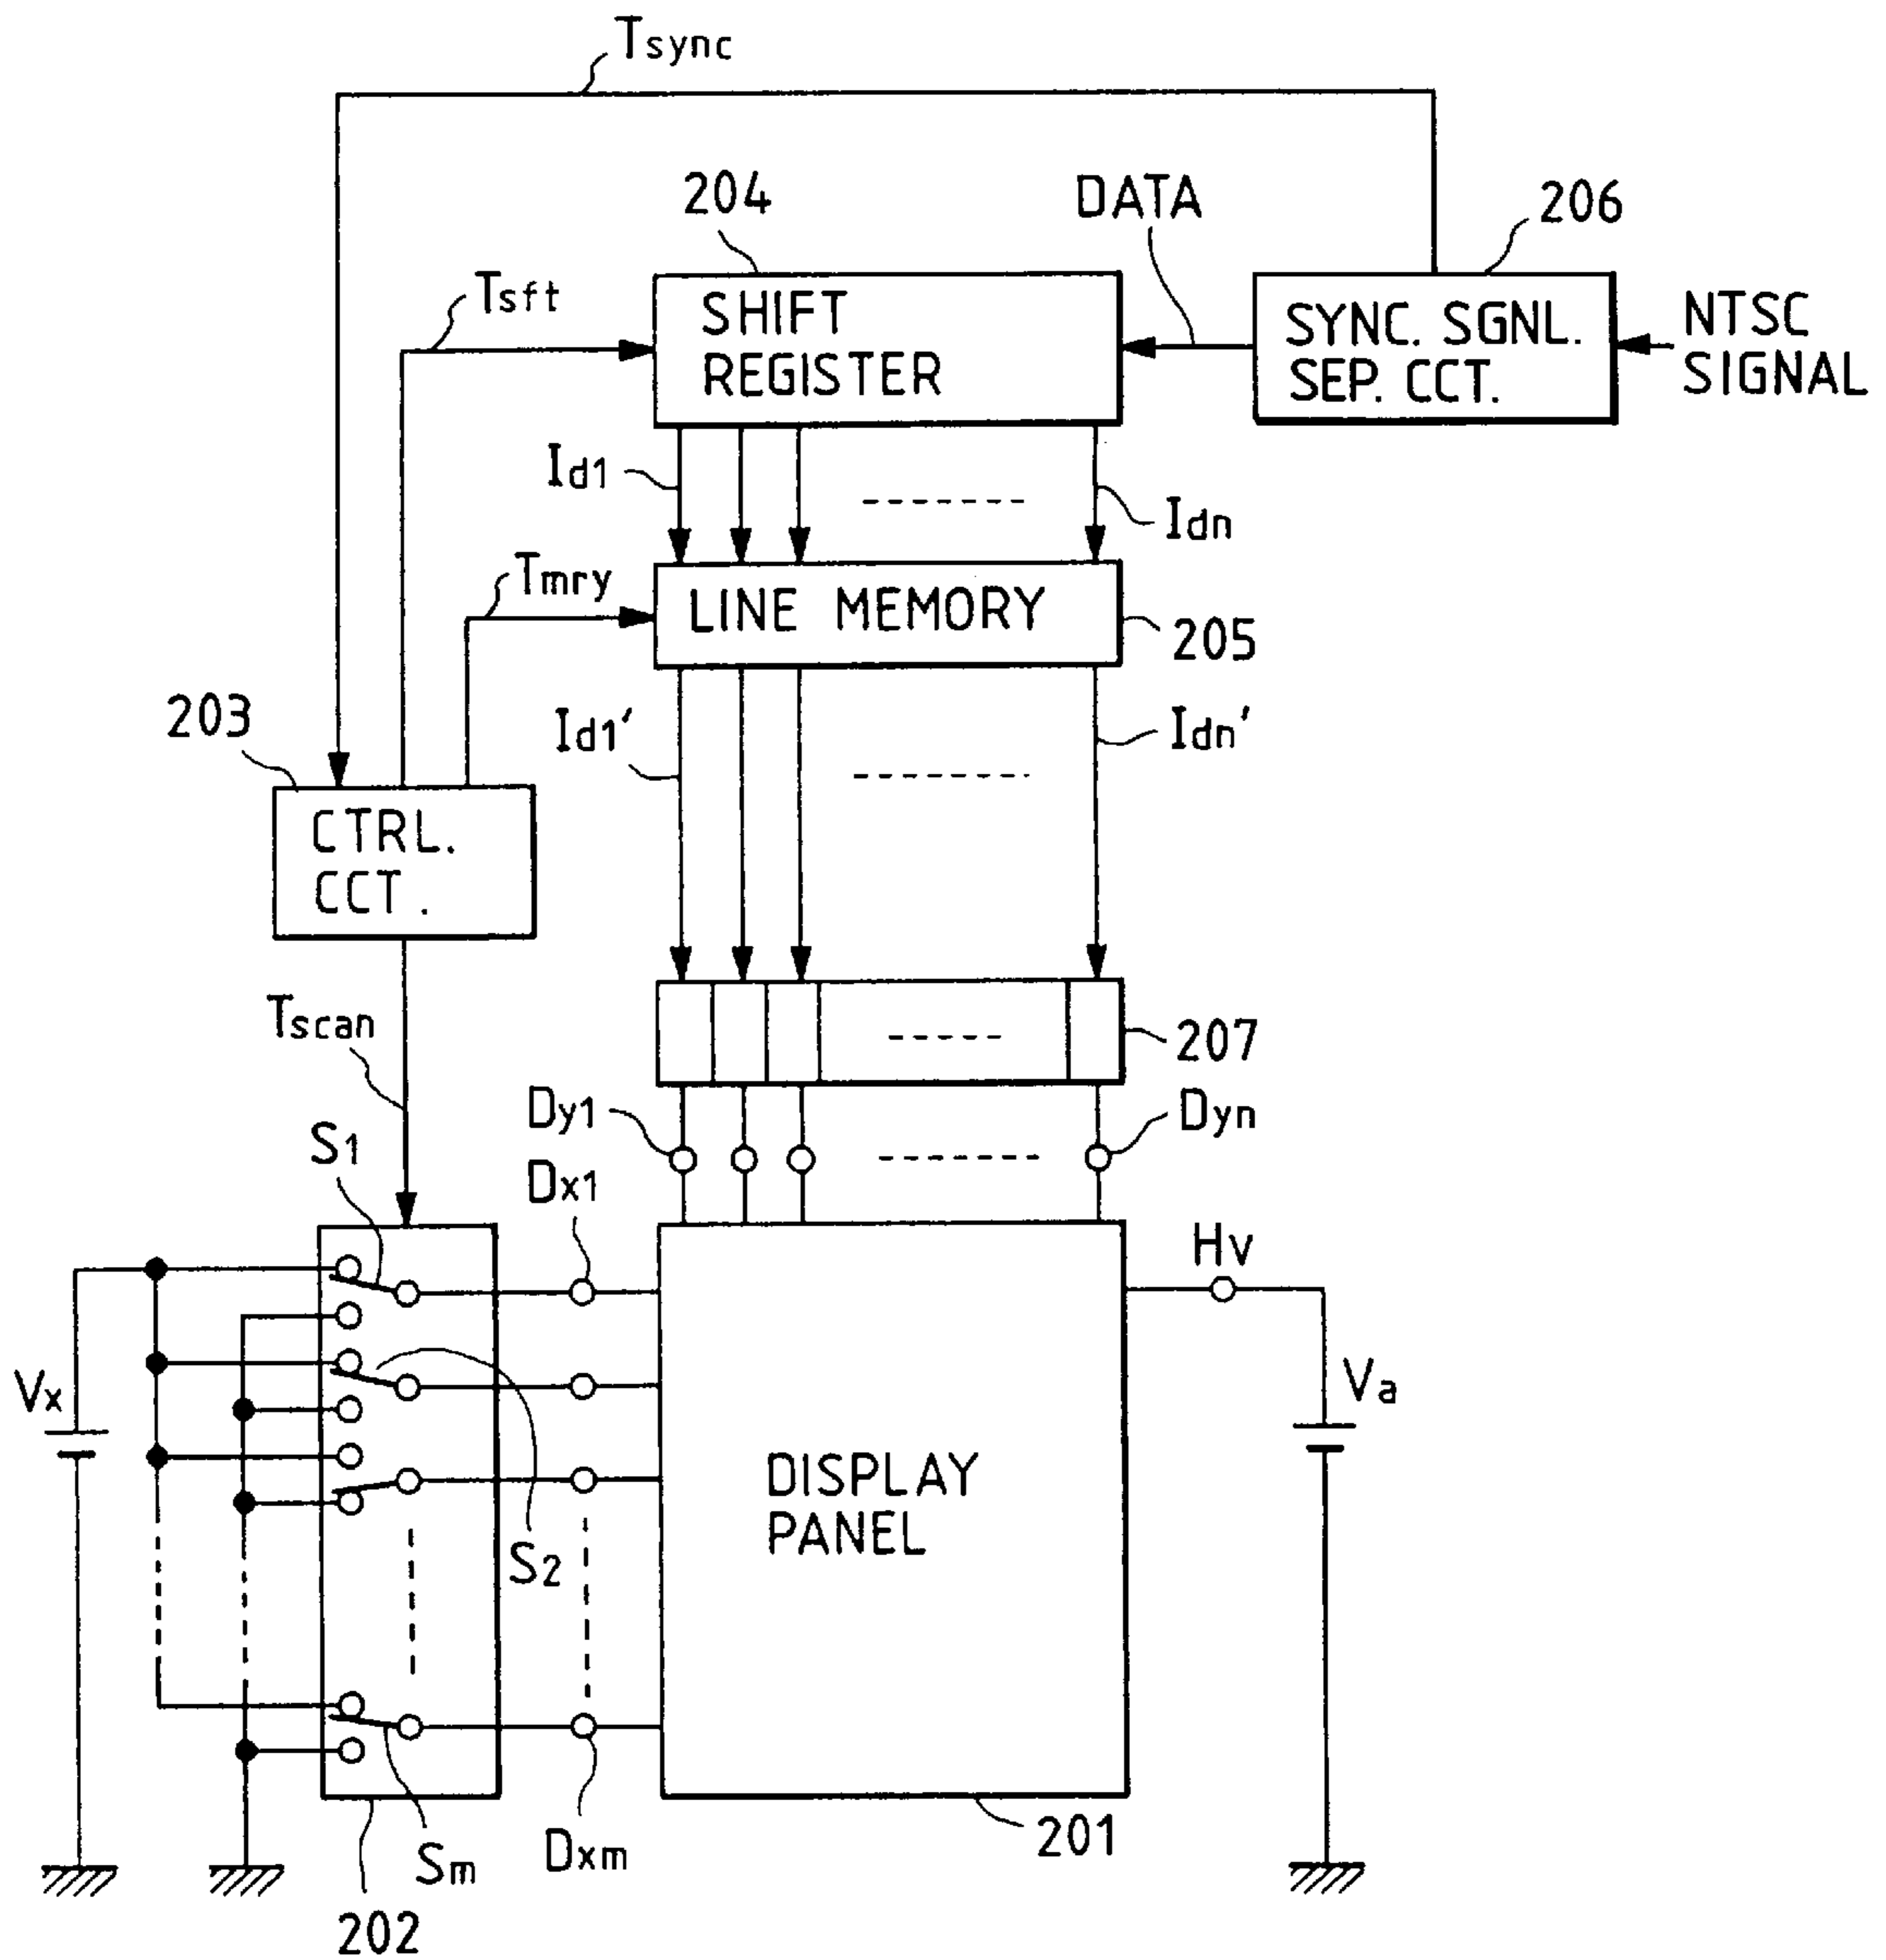 Tsync
204
DATA
206
Tsft
SHIFT
REGISTER
SYNC. SGNL.
SEP. CCT.
NTSC
SIGNAL
Id1
Idn
Tmry
LINE MEMORY
205
203
Id1'
Idn'
CTRL.
CCT.
Tscan
207
Dy1
Dyn
S1
Dx1
Hv
Vx
Va
DISPLAY
PANEL
S2
201
Sm
Dxm
202